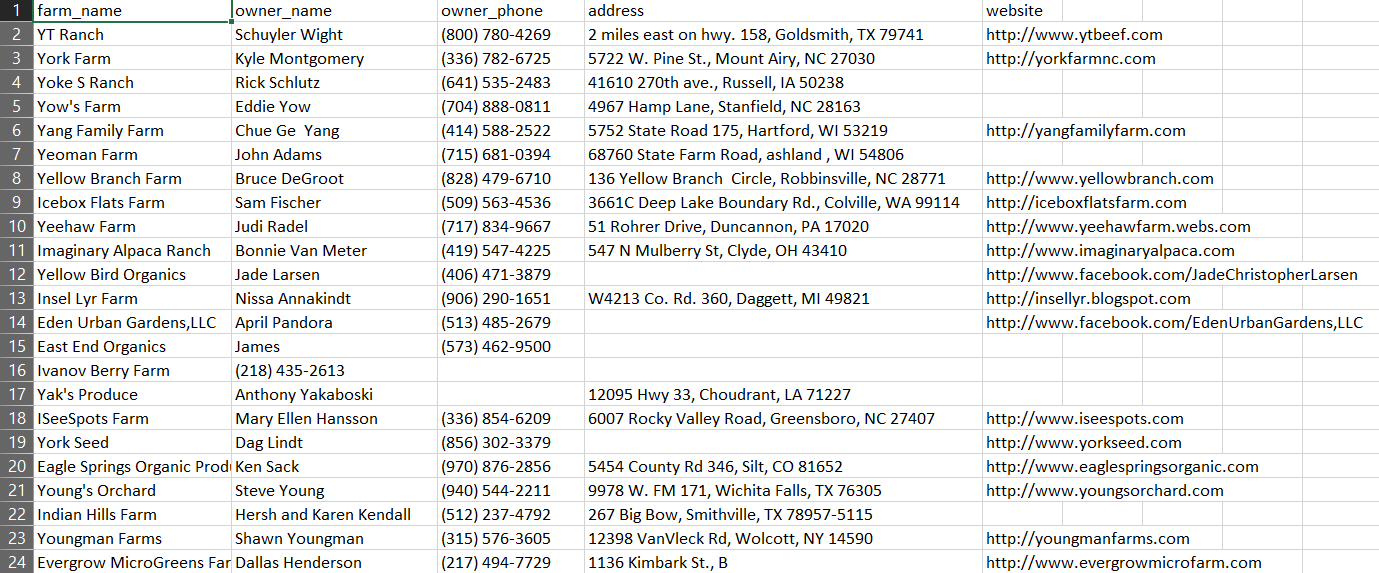 1 farm_name owner_name owner_phone address website
2 YT Ranch Schuyler Wight (800) 780-4269 2 miles east on hwy. 158, Goldsmith, TX 79741 http://www.ytbeef.com
3 York Farm Kyle Montgomery (336) 782-6725 5722 W. Pine St., Mount Airy, NC 27030 http://yorkfarmnc.com
4 Yoke S Ranch Rick Schlutz (641) 535-2483 41610 270th ave., Russell, IA 50238
5 Yow's Farm Eddie Yow (704) 888-0811 4967 Hamp Lane, Stanfield, NC 28163
6 Yang Family Farm Chue Ge  Yang (414) 588-2522 5752 State Road 175, Hartford, WI 53219 http://yangfamilyfarm.com
7 Yeoman Farm John Adams (715) 681-0394 68760 State Farm Road, ashland , WI 54806
8 Yellow Branch Farm Bruce DeGroot (828) 479-6710 136 Yellow Branch  Circle, Robbinsville, NC 28771 http://www.yellowbranch.com
9 Icebox Flats Farm Sam Fischer (509) 563-4536 3661C Deep Lake Boundary Rd., Colville, WA 99114 http://iceboxflatsfarm.com
10 Yeehaw Farm Judi Radel (717) 834-9667 51 Rohrer Drive, Duncannon, PA 17020 http://www.yeehawfarm.webs.com
11 Imaginary Alpaca Ranch Bonnie Van Meter (419) 547-4225 547 N Mulberry St, Clyde, OH 43410 http://www.imaginaryalpaca.com
12 Yellow Bird Organics Jade Larsen (406) 471-3879 http://www.facebook.com/JadeChristopherLarsen
13 Insel Lyr Farm Nissa Annakindt (906) 290-1651 W4213 Co. Rd. 360, Daggett, MI 49821 http://insellyr.blogspot.com
14 Eden Urban Gardens,LLC April Pandora (513) 485-2679 http://www.facebook.com/EdenUrbanGardens,LLC
15 East End Organics James (573) 462-9500
16 Ivanov Berry Farm (218) 435-2613
17 Yak's Produce Anthony Yakaboski 12095 Hwy 33, Choudrant, LA 71227
18 ISeeSpots Farm Mary Ellen Hansson (336) 854-6209 6007 Rocky Valley Road, Greensboro, NC 27407 http://www.iseespots.com
19 York Seed Dag Lindt (856) 302-3379 http://www.yorkseed.com
20 Eagle Springs Organic Prod Ken Sack (970) 876-2856 5454 County Rd 346, Silt, CO 81652 http://www.eaglespringsorganic.com
21 Young's Orchard Steve Young (940) 544-2211 9978 W. FM 171, Wichita Falls, TX 76305 http://www.youngsorchard.com
22 Indian Hills Farm Hersh and Karen Kendall (512) 237-4792 267 Big Bow, Smithville, TX 78957-5115
23 Youngman Farms Shawn Youngman (315) 576-3605 12398 VanVleck Rd, Wolcott, NY 14590 http://youngmanfarms.com
24 Evergrow MicroGreens Far Dallas Henderson (217) 494-7729 1136 Kimbark St., B http://www.evergrowmicrofarm.com